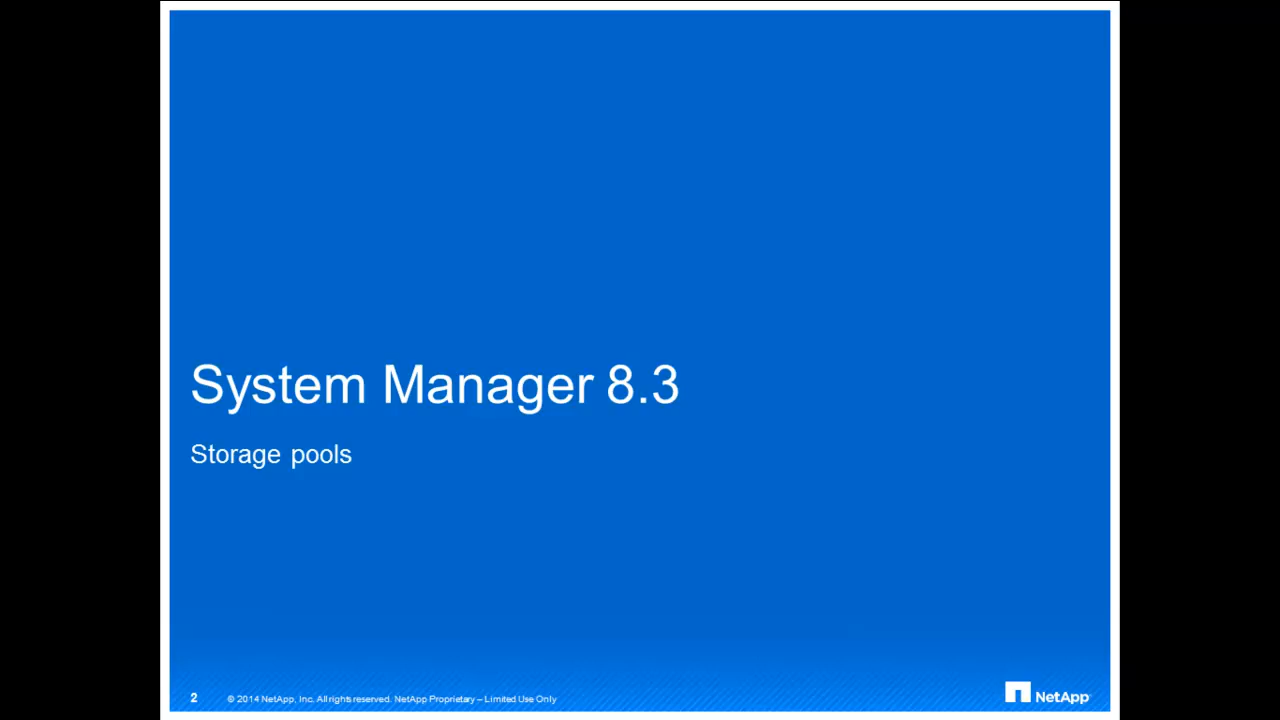 System Manager 8.3
Storage pools
2 © 2014 NetApp, Inc. All rights reserved. NetApp Proprietary – Limited Use Only
NetApp